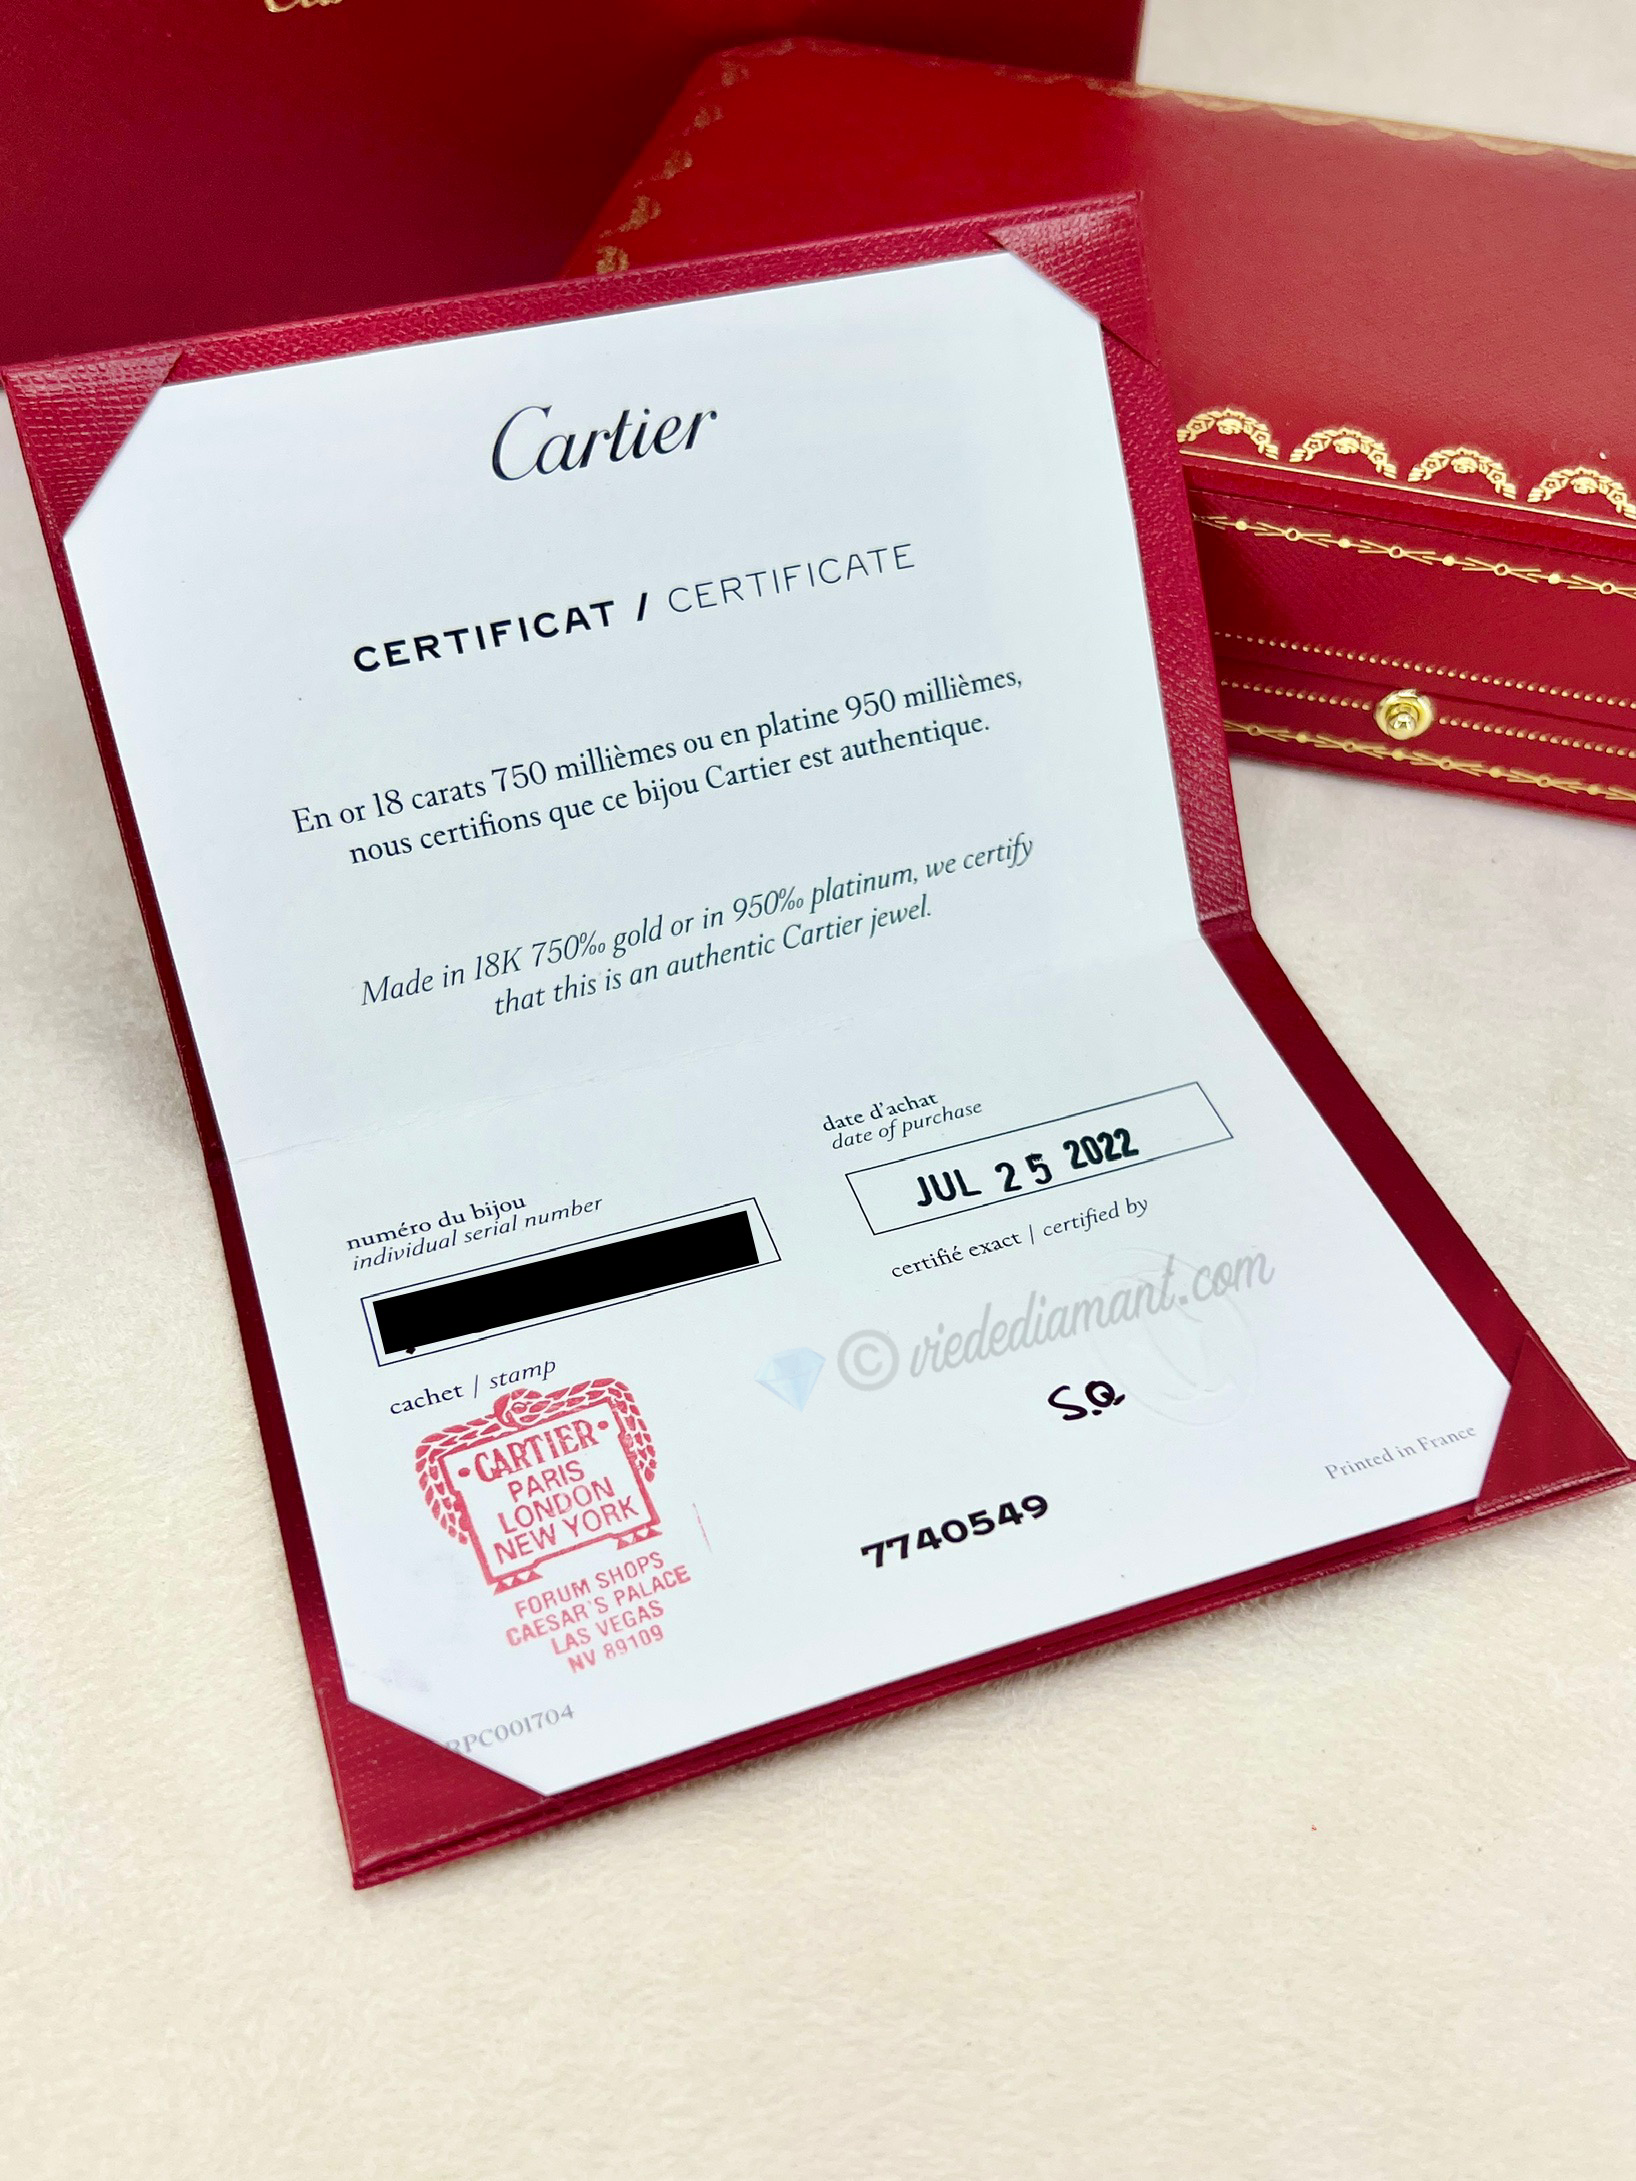 Cartier
CERTIFICAT / CERTIFICATE
En or 18 carats 750 millièmes ou en platine 950 millièmes,
nous certifions que ce bijou Cartier est authentique.
Made in 18K 750‰ gold or in 950‰ platinum, we certify
that this is an authentic Cartier jewel.
date d'achat
date of purchase
JUL 25 2022
numéro du bijou
individual serial number
certifié exact | certified by
© viedediamant.com
cachet / stamp
S.Q.
CARTIER
PARIS
LONDON
NEW YORK
FORUM SHOPS
CAESAR'S PALACE
LAS VEGAS
NV 89109
Printed in France
7740549
RPC001704